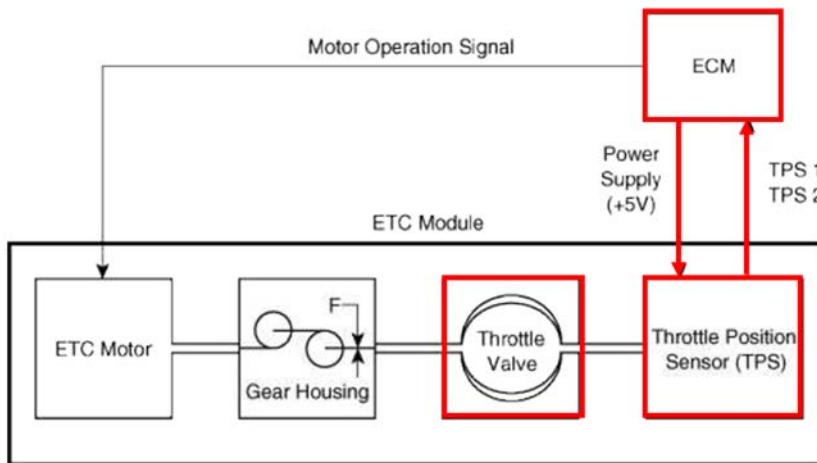 Motor Operation Signal
ECM
Power
Supply
(+5V)
TPS 1
TPS 2
ETC Module
ETC Motor
F
Gear Housing
Throttle
Valve
Throttle Position
Sensor (TPS)